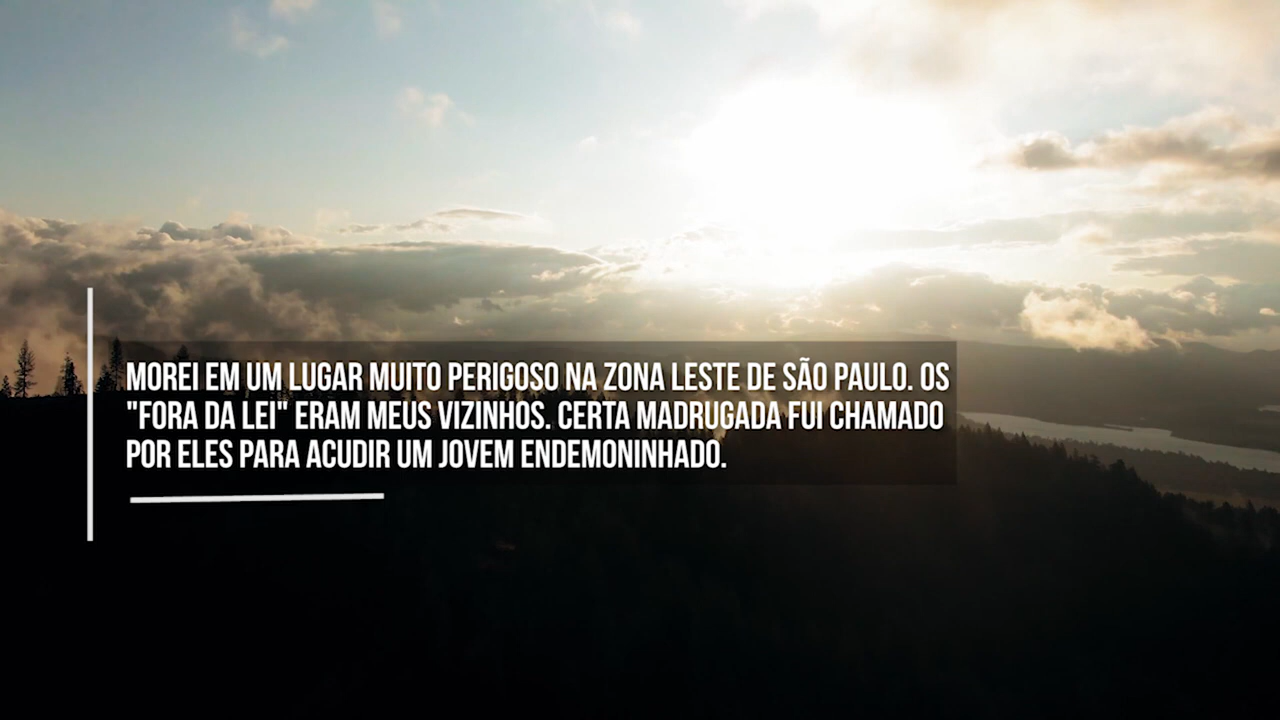 MOREI EM UM LUGAR MUITO PERIGOSO NA ZONA LESTE DE SÃO PAULO. OS
"FORA DA LEI" ERAM MEUS VIZINHOS. CERTA MADRUGADA FUI CHAMADO
POR ELES PARA ACUDIR UM JOVEM ENDEMONINHADO.